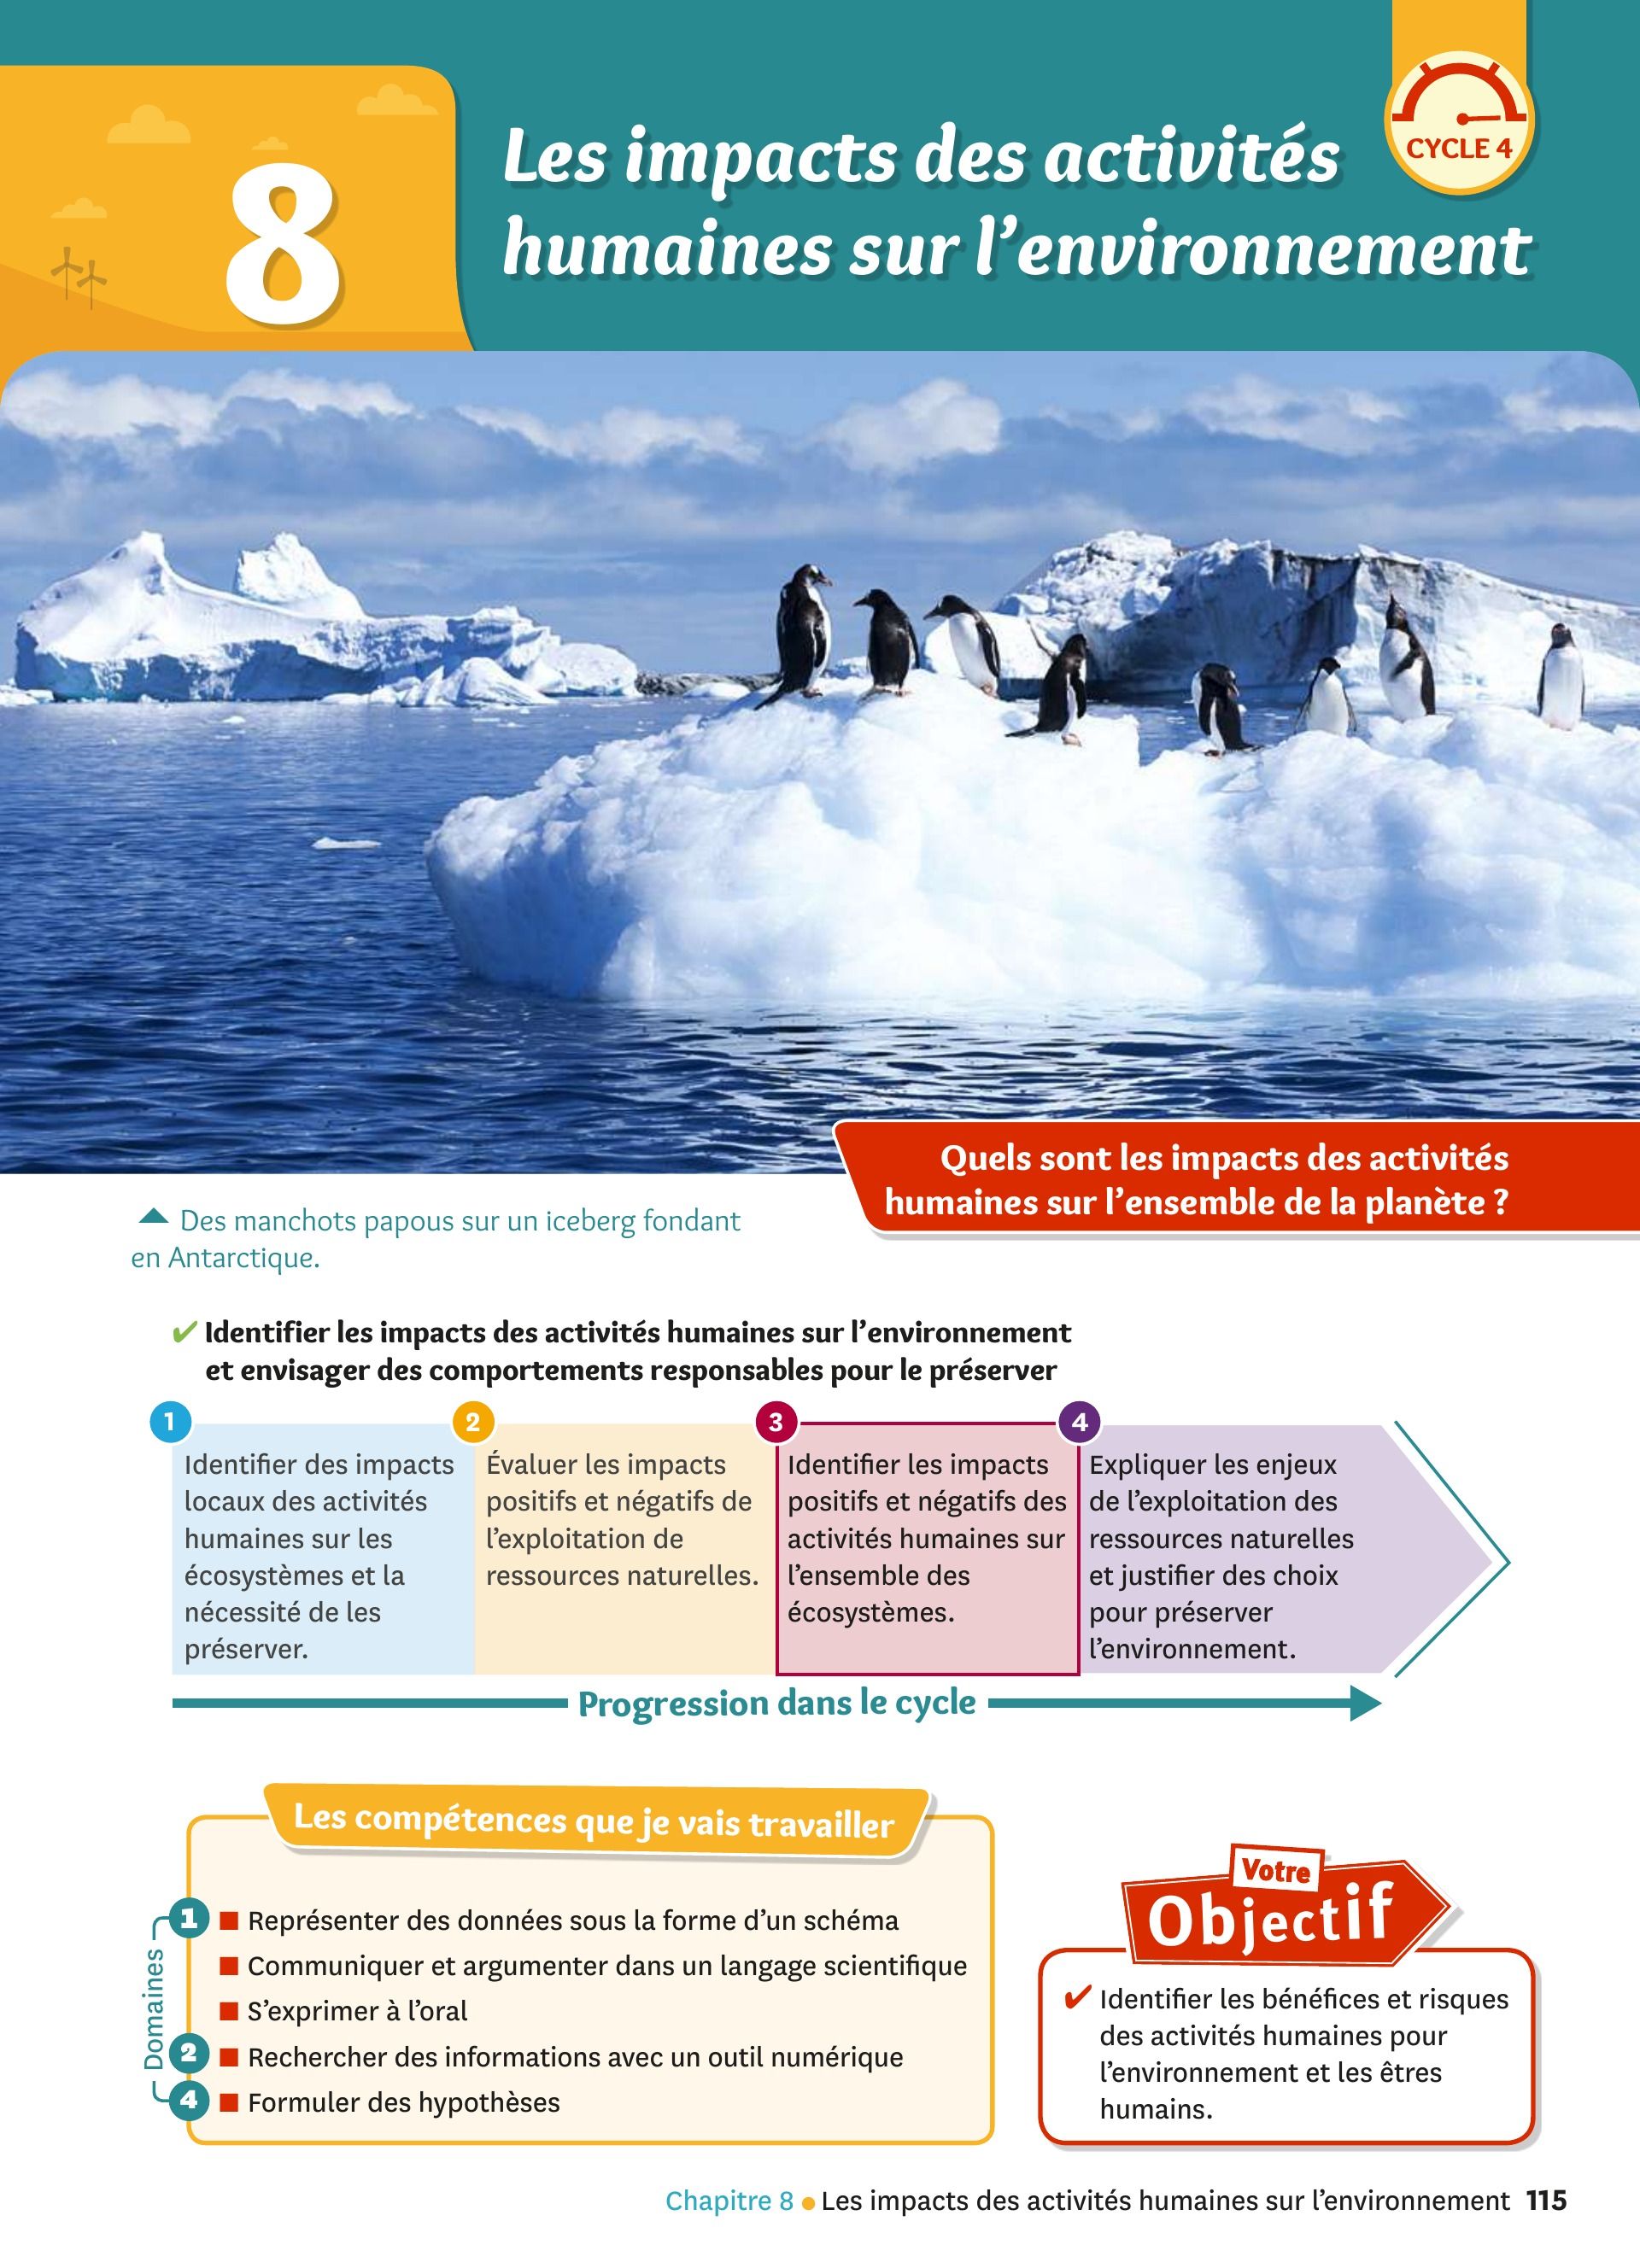 8
Les impacts des activités
humaines sur l'environnement
CYCLE 4
Quels sont les impacts des activités
humaines sur l'ensemble de la planète ?
Des manchots papous sur un iceberg fondant
en Antarctique.
✔ Identifier les impacts des activités humaines sur l'environnement
et envisager des comportements responsables pour le préserver
1
Identifier des impacts
locaux des activités
humaines sur les
écosystèmes et la
nécessité de les
préserver.
2
Évaluer les impacts
positifs et négatifs de
l'exploitation de
ressources naturelles.
3
Identifier les impacts
positifs et négatifs des
activités humaines sur
l'ensemble des
écosystèmes.
4
Expliquer les enjeux
de l'exploitation des
ressources naturelles
et justifier des choix
pour préserver
l'environnement.
Progression dans le cycle
Les compétences que je vais travailler
Domaines
1 ■ Représenter des données sous la forme d'un schéma
■ Communiquer et argumenter dans un langage scientifique
■ S'exprimer à l'oral
2 ■ Rechercher des informations avec un outil numérique
4 ■ Formuler des hypothèses
Votre
Objectif
✔ Identifier les bénéfices et risques
des activités humaines pour
l'environnement et les êtres
humains.
Chapitre 8 ● Les impacts des activités humaines sur l'environnement 115